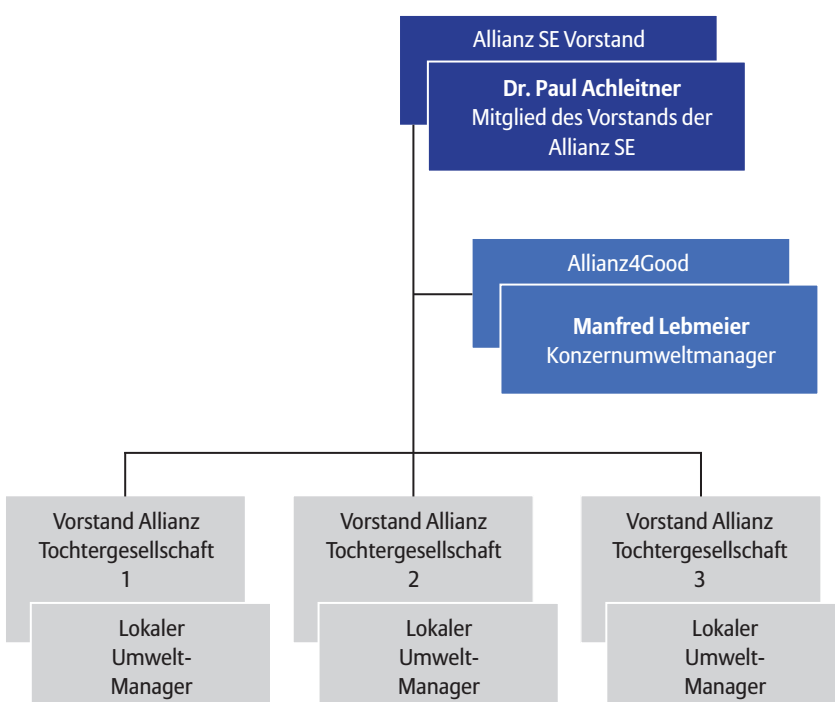 Allianz SE Vorstand
Dr. Paul Achleitner
Mitglied des Vorstands der
Allianz SE
Allianz4Good
Manfred Lebmeier
Konzernumweltmanager
Vorstand Allianz
Tochtergesellschaft
1
Lokaler
Umwelt-
Manager
Vorstand Allianz
Tochtergesellschaft
2
Lokaler
Umwelt-
Manager
Vorstand Allianz
Tochtergesellschaft
3
Lokaler
Umwelt-
Manager